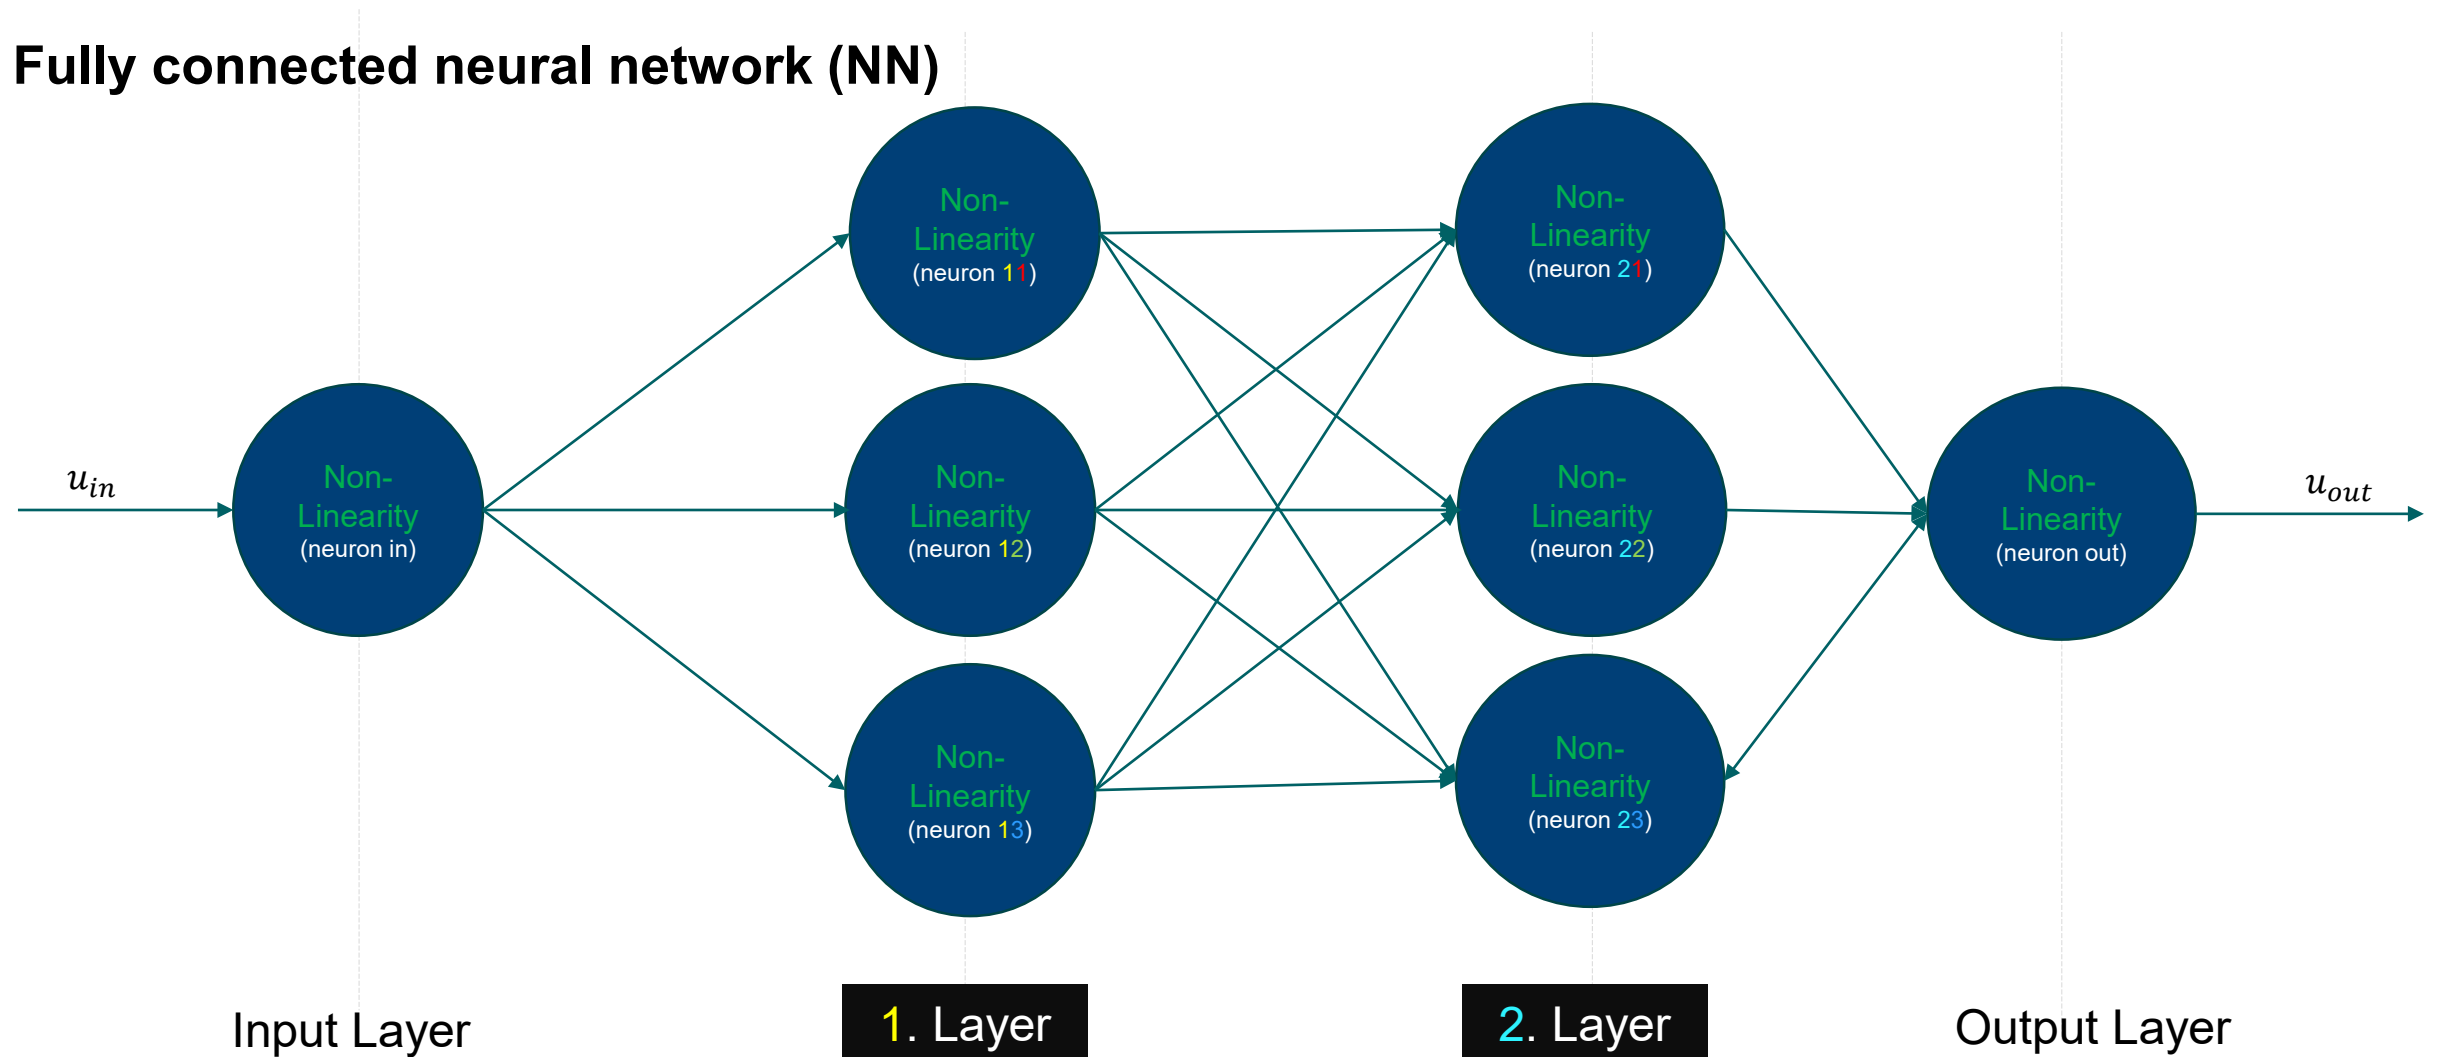 Fully connected neural network (NN)
u_in
Non-
Linearity
(neuron in)
Non-
Linearity
(neuron 11)
Non-
Linearity
(neuron 12)
Non-
Linearity
(neuron 13)
Non-
Linearity
(neuron 21)
Non-
Linearity
(neuron 22)
Non-
Linearity
(neuron 23)
Non-
Linearity
(neuron out)
u_out
Input Layer
1. Layer
2. Layer
Output Layer